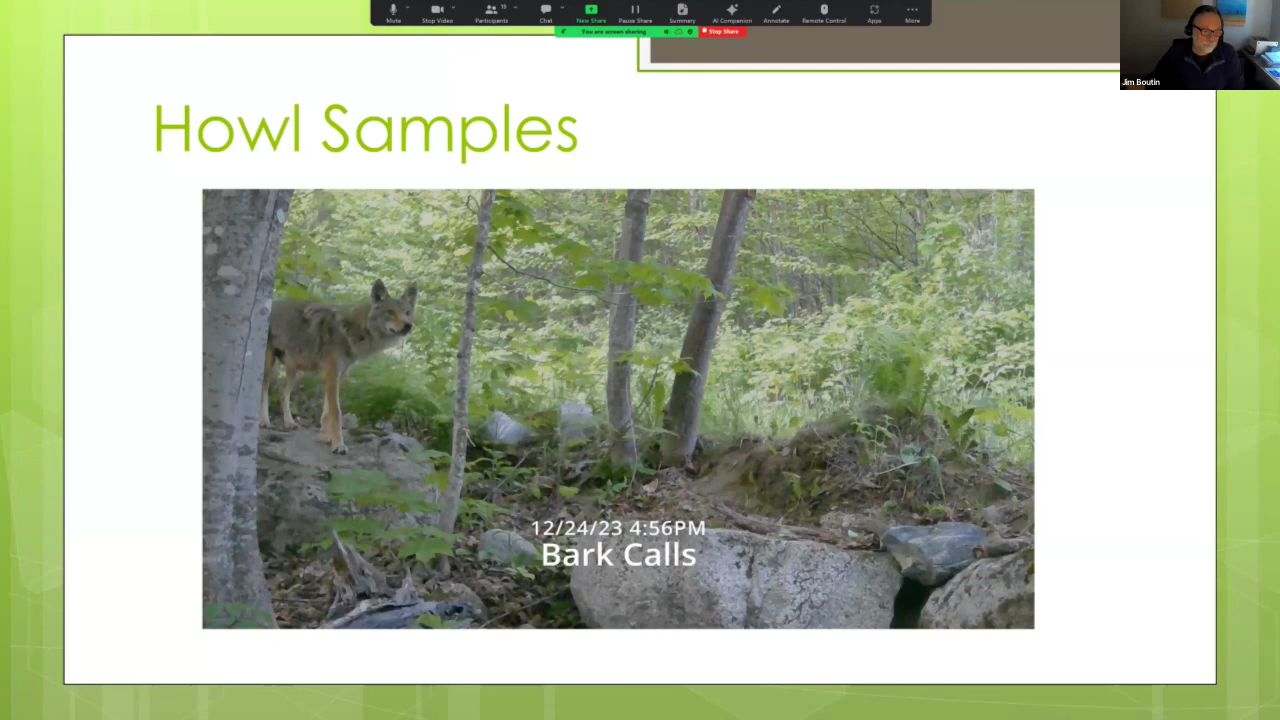 Mute
Stop Video
Participants
15
Chat
New Share
Pause Share
Summary
AI Companion
Annotate
Remote Control
Apps
More
You are screen sharing
Stop Share
Jim Boutin
Howl Samples
12/24/23 4:56PM
Bark Calls